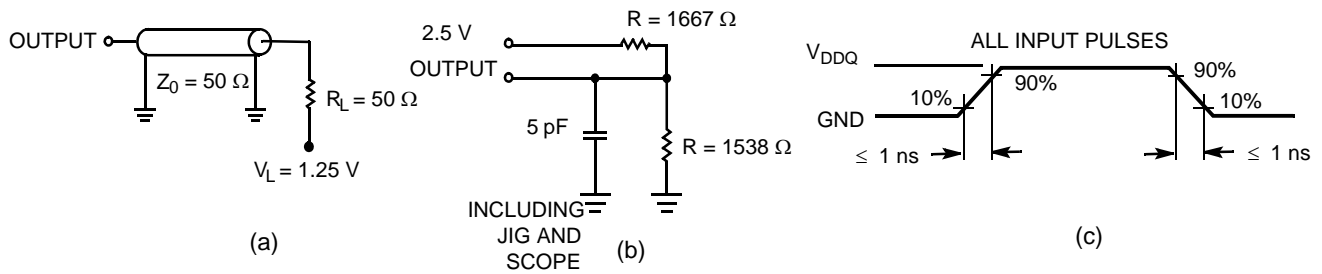 OUTPUT
Z0 = 50 Ω
RL = 50 Ω
VL = 1.25 V
(a)
R = 1667 Ω
2.5 V
OUTPUT
5 pF
R = 1538 Ω
INCLUDING
JIG AND
SCOPE
(b)
ALL INPUT PULSES
VDDQ
GND
10%
90%
90%
10%
≤ 1 ns
≤ 1 ns
(c)